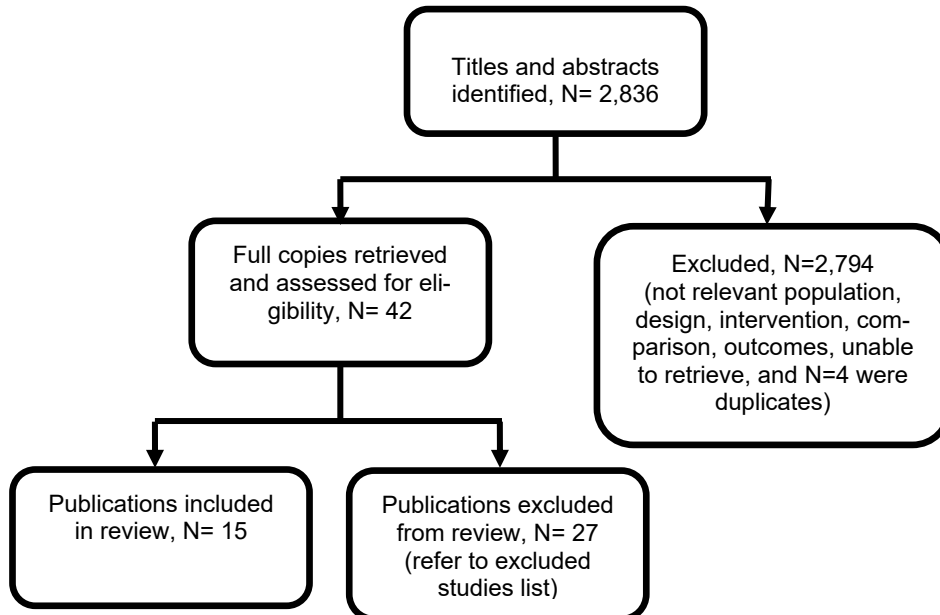 Titles and abstracts
identified, N= 2,836
Full copies retrieved
and assessed for eli-
gibility, N= 42
Excluded, N=2,794
(not relevant population,
design, intervention, com-
parison, outcomes, unable
to retrieve, and N=4 were
duplicates)
Publications included
in review, N= 15
Publications excluded
from review, N= 27
(refer to excluded
studies list)